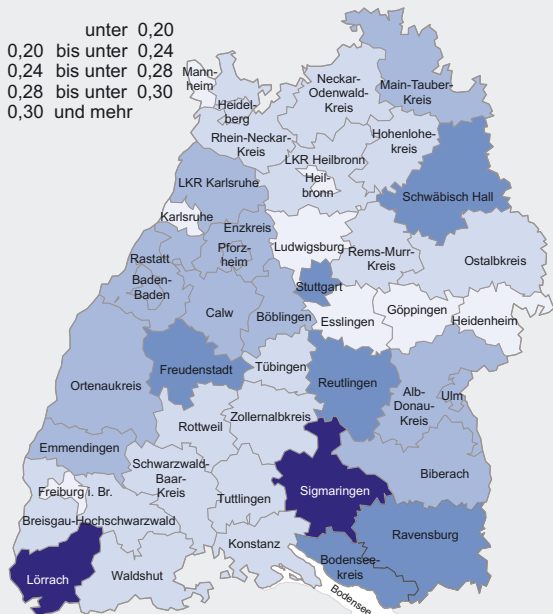 unter 0,20
0,20 bis unter 0,24
0,24 bis unter 0,28
0,28 bis unter 0,30
0,30 und mehr
Mann-
heim
Heidel-
berg
Neckar-
Odenwald-
Kreis
Main-Tauber-
Kreis
Rhein-Neckar-
Kreis
Hohenlohe-
kreis
LKR Heilbronn
Heil-
bronn
LKR Karlsruhe
Schwäbisch Hall
Karlsruhe
Enzkreis
Pforz-
heim
Ludwigsburg
Rems-Murr-
Kreis
Ostalbkreis
Rastatt
Baden-
Baden
Stuttgart
Calw
Böblingen
Esslingen
Göppingen
Heidenheim
Freudenstadt
Tübingen
Reutlingen
Ortenaukreis
Alb-
Donau-
Kreis
Ulm
Rottweil
Zollernalbkreis
Emmendingen
Schwarzwald-
Baar-
Kreis
Biberach
Freiburg i. Br.
Tuttlingen
Sigmaringen
Breisgau-Hochschwarzwald
Konstanz
Ravensburg
Bodensee-
kreis
Lörrach
Waldshut
Bodensee